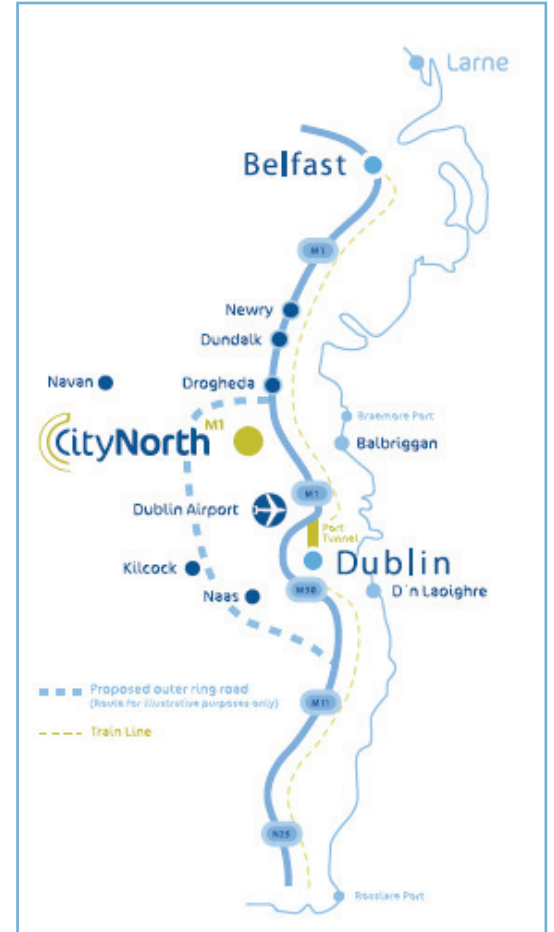 Larne
Belfast
M1
Newry
Dundalk
Navan
Drogheda
Braemore Port
CityNorth M1
Balbriggan
M1
Dublin Airport
Port
Tunnel
Dublin
Kilcock
M50
D`n Laoighre
Naas
Proposed outer ring road
(Route for illustrative purposes only)
M11
Train Line
N25
Rosslare Port